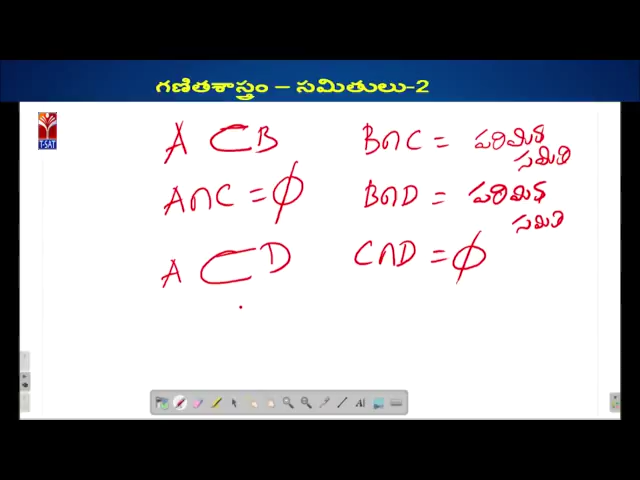 గణితశాస్త్రం – సమితులు-2
T-SAT
A ⊂ B
B∩C = పరిమిత సమితి
A∩C = ϕ
B∩D = పరిమిత సమితి
A ⊂ D
C∩D = ϕ